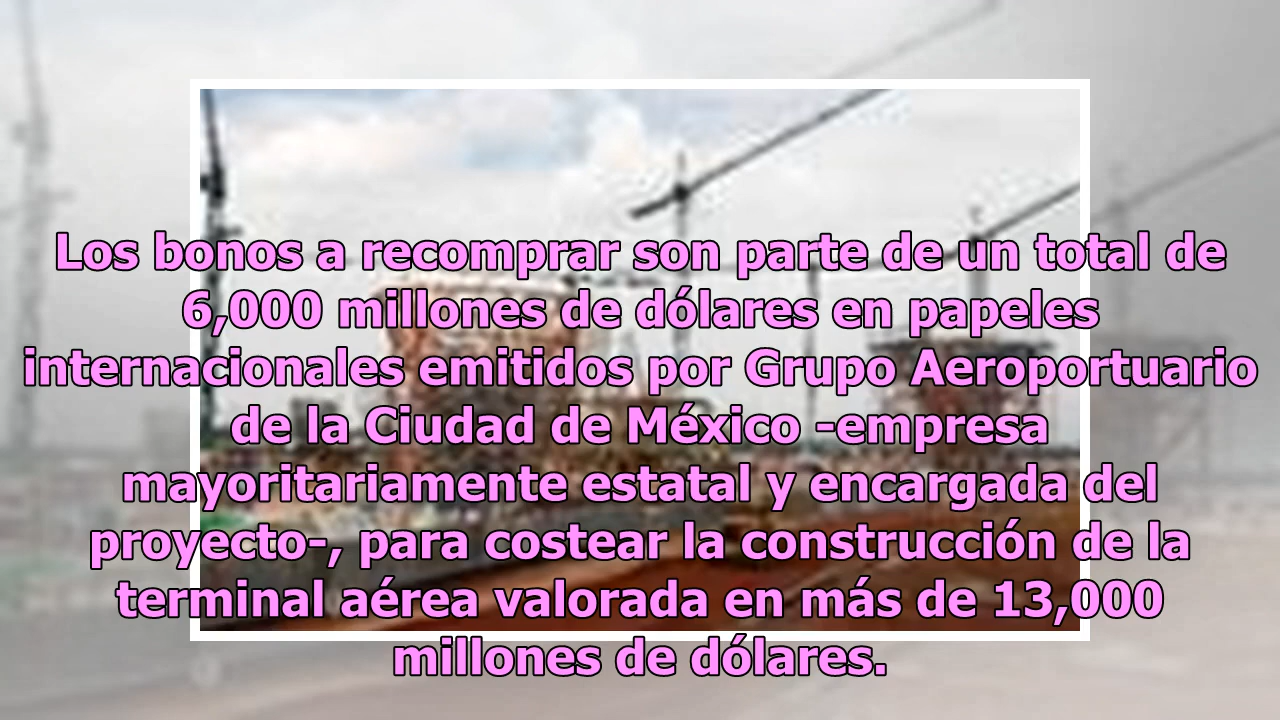 Los bonos a recomprar son parte de un total de
6,000 millones de dólares en papeles
internacionales emitidos por Grupo Aeroportuario
de la Ciudad de México -empresa
mayoritariamente estatal y encargada del
proyecto-, para costear la construcción de la
terminal aérea valorada en más de 13,000
millones de dólares.